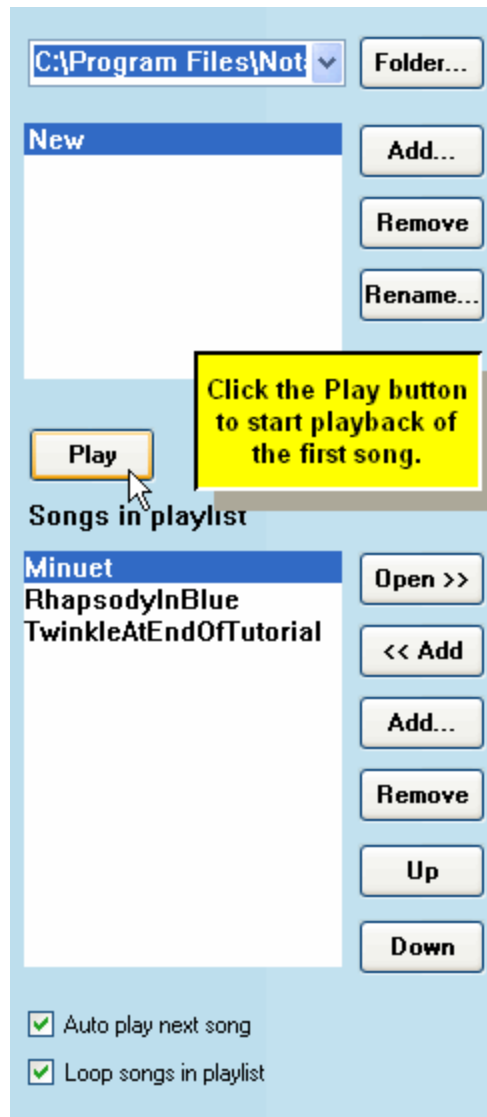 C:\Program Files\Not
Folder...
New
Add...
Remove
Rename...
Click the Play button
to start playback of
the first song.
Play
Songs in playlist
Minuet
RhapsodyInBlue
TwinkleAtEndOfTutorial
Open >>
<< Add
Add...
Remove
Up
Down
Auto play next song
Loop songs in playlist